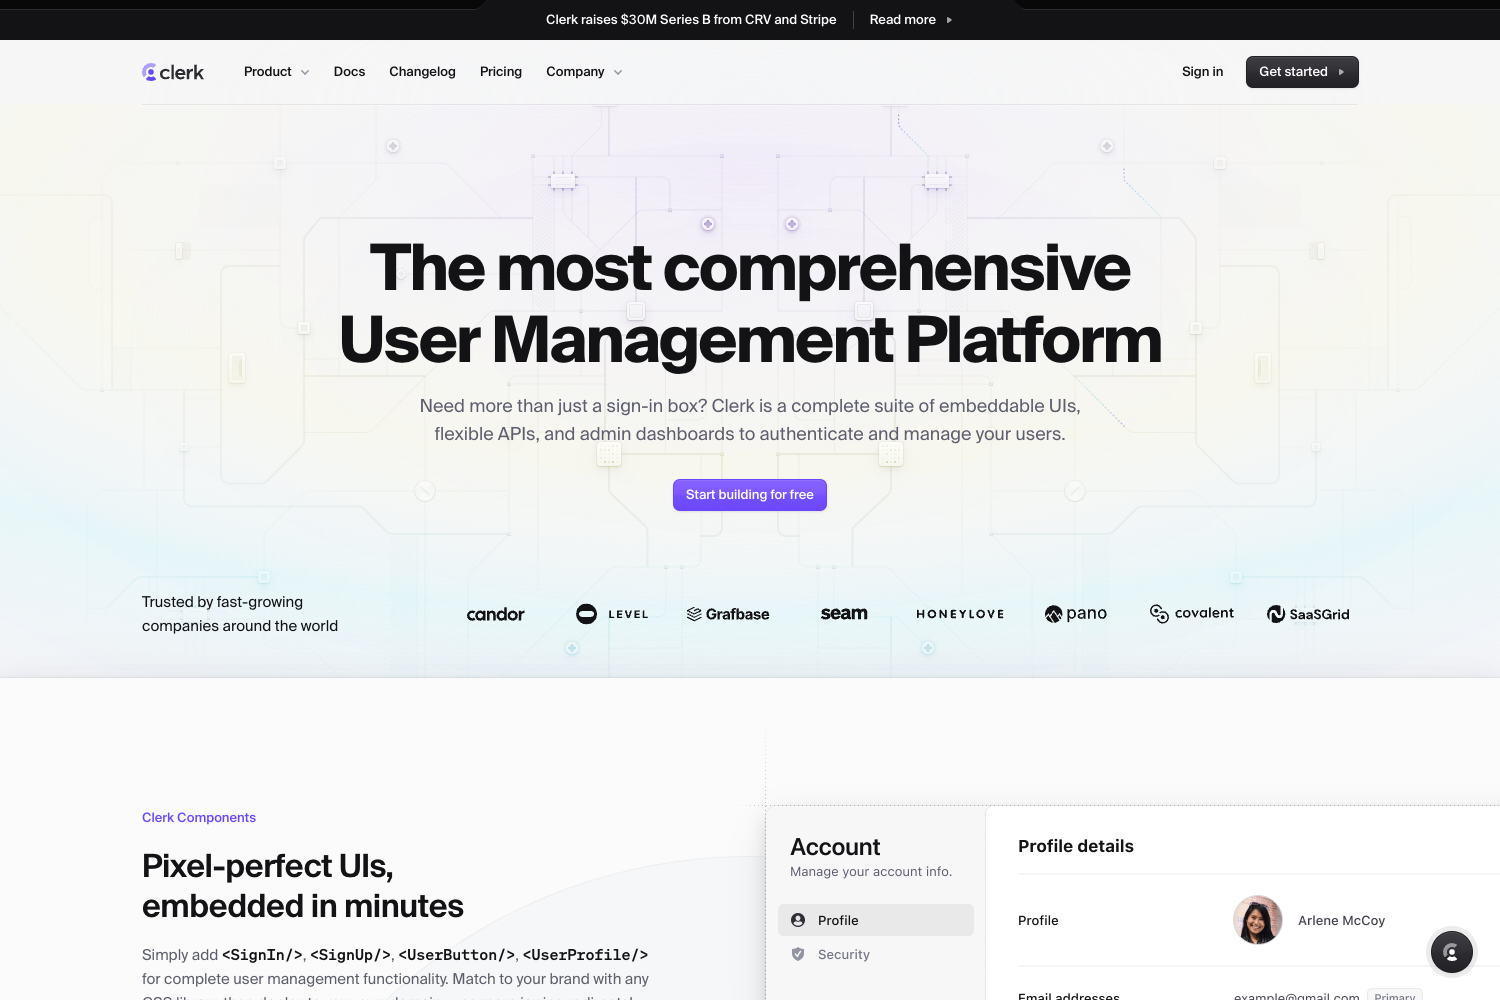 Clerk raises $30M Series B from CRV and Stripe
Read more
clerk
Product
Docs
Changelog
Pricing
Company
Sign in
Get started
The most comprehensive
User Management Platform
Need more than just a sign-in box? Clerk is a complete suite of embeddable UIs,
flexible APIs, and admin dashboards to authenticate and manage your users.
Start building for free
Trusted by fast-growing
companies around the world
candor
LEVEL
Grafbase
seam
HONEYLOVE
pano
covalent
SaaSGrid
Clerk Components
Pixel-perfect UIs,
embedded in minutes
Simply add <SignIn/>, <SignUp/>, <UserButton/>, <UserProfile/>
for complete user management functionality. Match to your brand with any
Account
Manage your account info.
Profile
Security
Profile details
Profile
Arlene McCoy
Email addresses
example@gmail.com
Primary